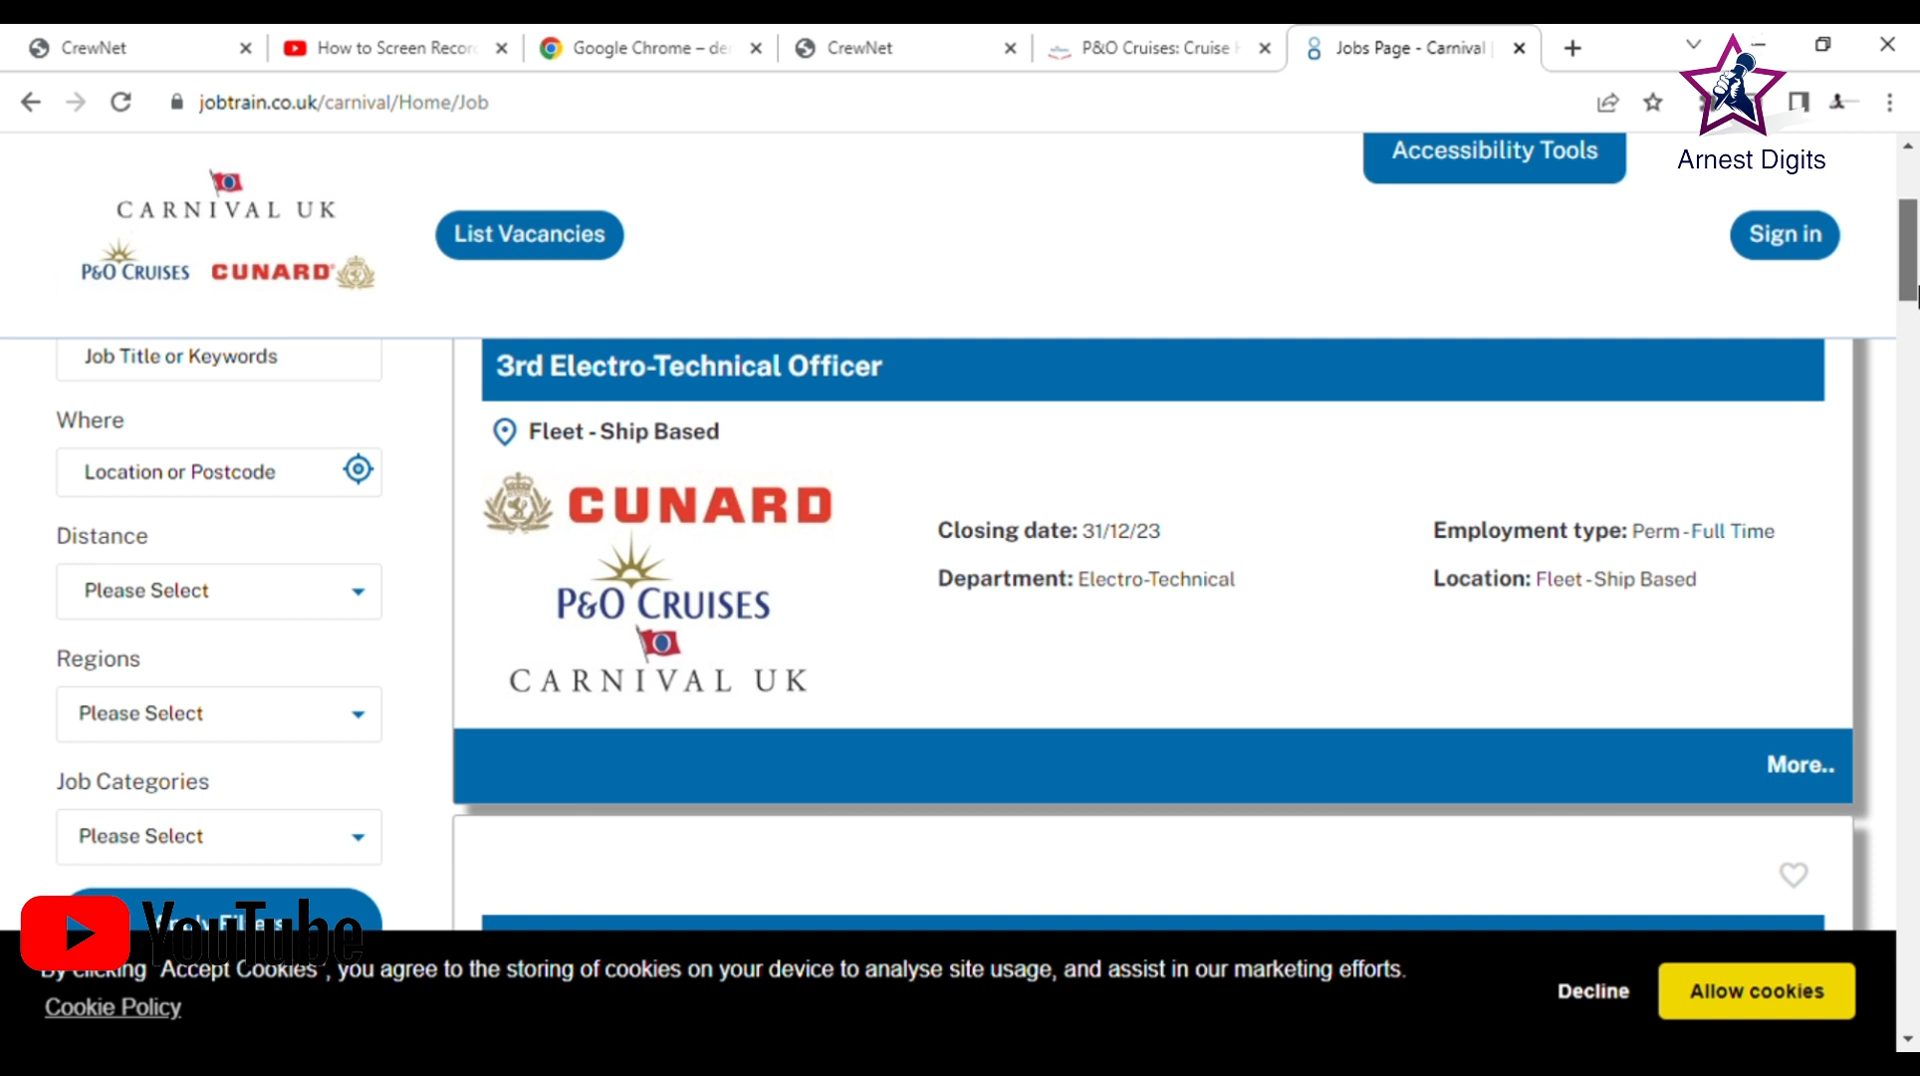 CrewNet
How to Screen Recor
Google Chrome – de
CrewNet
P&O Cruises: Cruise H
Jobs Page - Carnival |
jobtrain.co.uk/carnival/Home/Job
Arnest Digits
Accessibility Tools
CARNIVAL UK
P&O CRUISES CUNARD
List Vacancies
Sign in
Job Title or Keywords
Where
Location or Postcode
Distance
Please Select
Regions
Please Select
Job Categories
Please Select
3rd Electro-Technical Officer
Fleet - Ship Based
CUNARD
P&O CRUISES
CARNIVAL UK
Closing date: 31/12/23
Employment type: Perm - Full Time
Department: Electro-Technical
Location: Fleet - Ship Based
More..
YouTube
By clicking "Accept Cookies", you agree to the storing of cookies on your device to analyse site usage, and assist in our marketing efforts.
Cookie Policy
Decline
Allow cookies